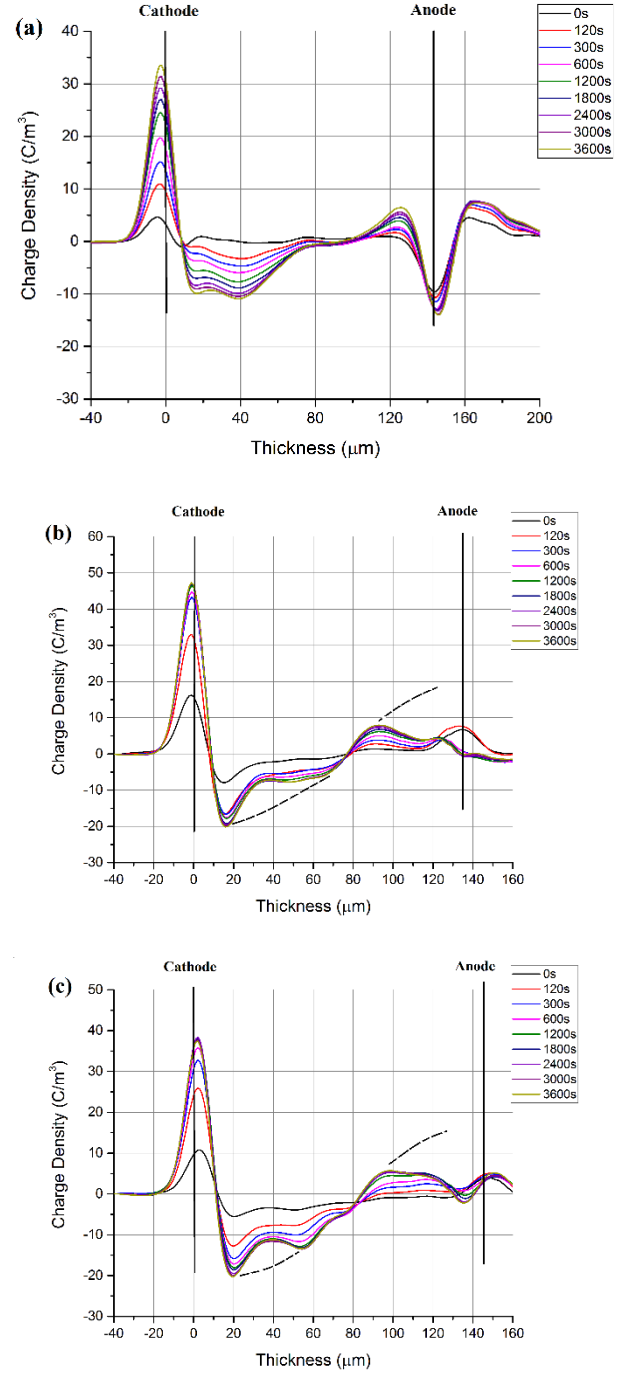 (a)
Cathode
Anode
0s
120s
300s
600s
1200s
1800s
2400s
3000s
3600s
40
30
20
10
0
-10
-20
-30
Charge Density (C/m³)
-40
0
40
80
120
160
200
Thickness (μm)
(b)
Cathode
Anode
0s
120s
300s
600s
1200s
1800s
2400s
3000s
3600s
60
50
40
30
20
10
0
-10
-20
-30
Charge Density (C/m³)
-40
-20
0
20
40
60
80
100
120
140
160
Thickness (μm)
(c)
Cathode
Anode
0s
120s
300s
600s
1200s
1800s
2400s
3000s
3600s
50
40
30
20
10
0
-10
-20
-30
Charge Density (C/m³)
-40
-20
0
20
40
60
80
100
120
140
160
Thickness (μm)